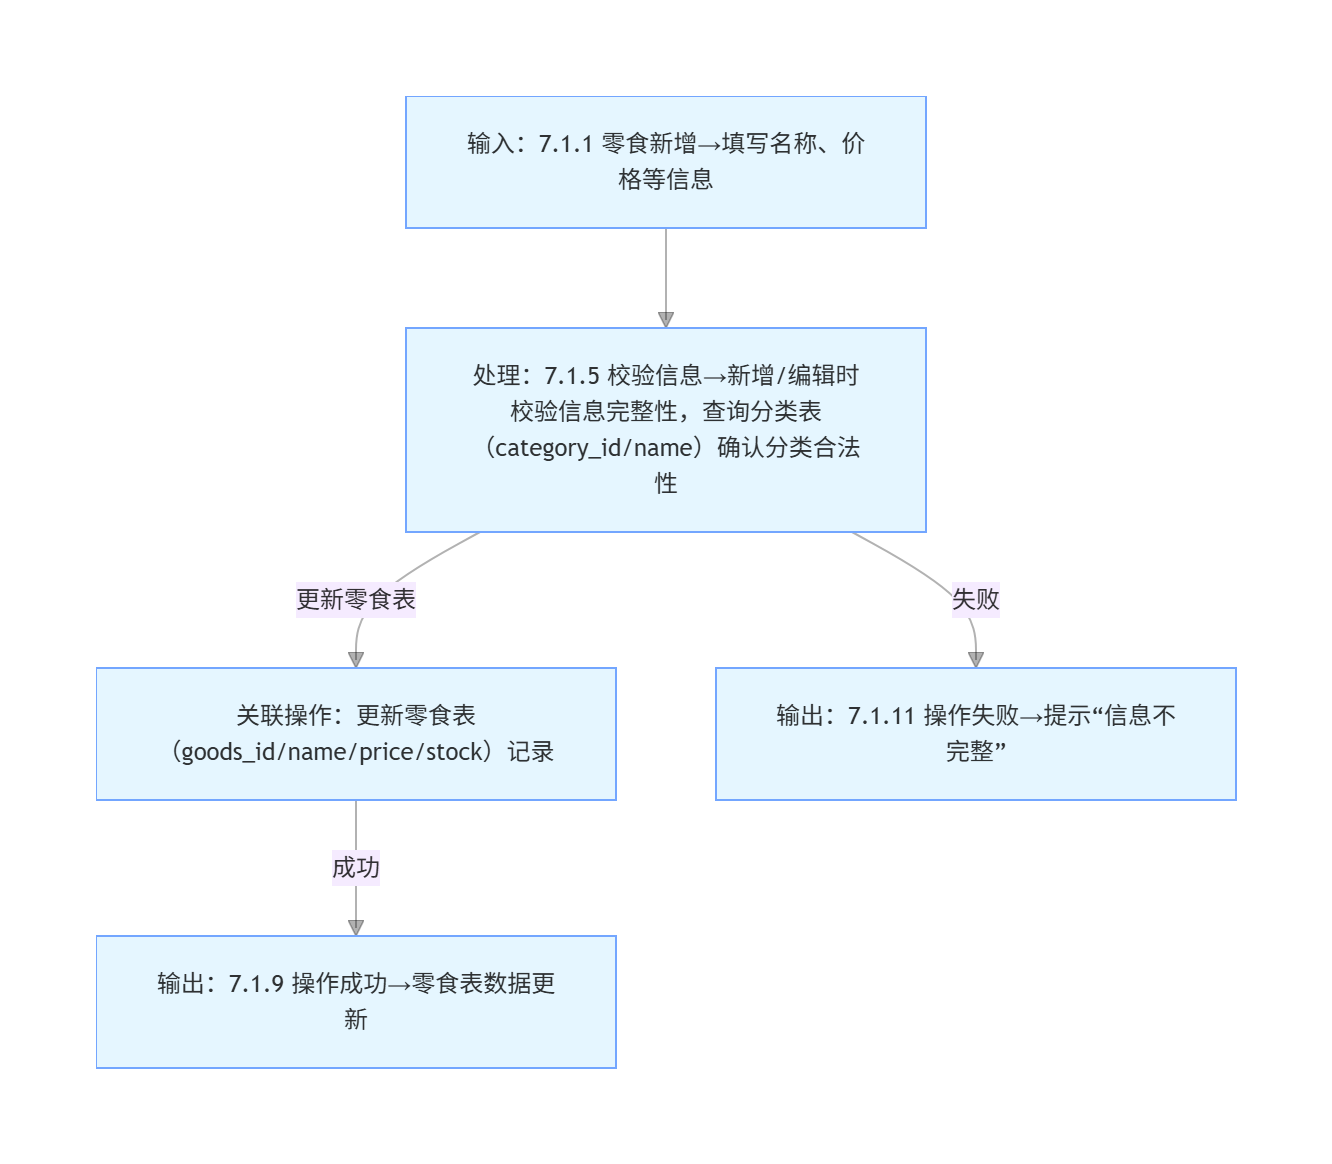 输入：7.1.1 零食新增→填写名称、价
格等信息
处理：7.1.5 校验信息→新增/编辑时
校验信息完整性，查询分类表
（category_id/name）确认分类合法
性
更新零食表
失败
关联操作：更新零食表
（goods_id/name/price/stock）记录
输出：7.1.11 操作失败→提示“信息不
完整”
成功
输出：7.1.9 操作成功→零食表数据更
新